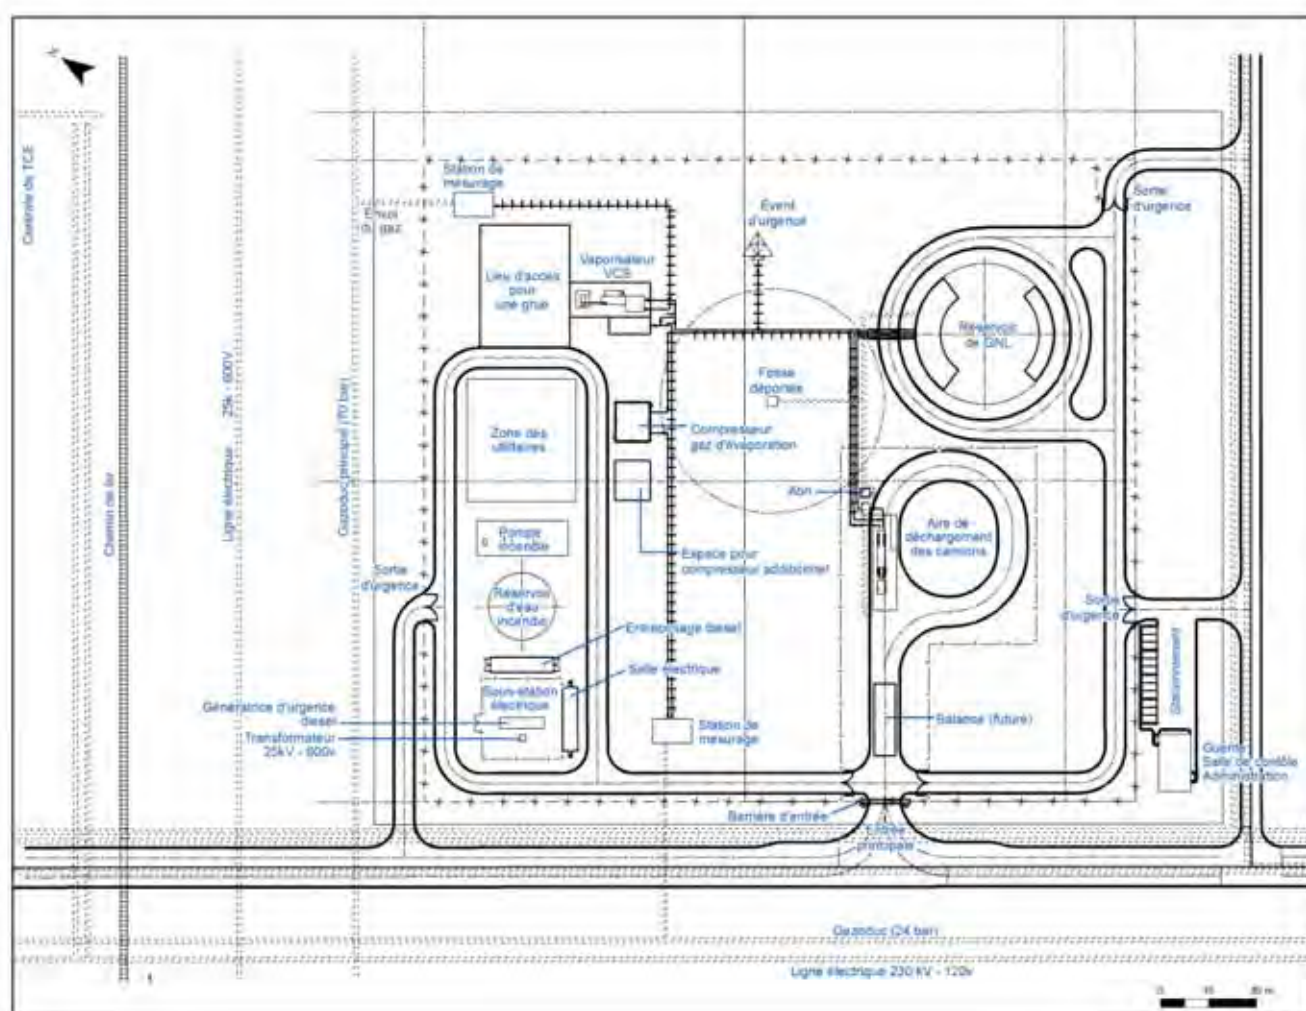 N
Centrale de TCE
Chemin de fer
Ligne électrique 25k - 600V
Gazoduc principal (70 bar)
Station de
mesurage
Envoi
du gaz
Lieu d'accès
pour
une grue
Vaporisateur
VCS
Évent
d'urgence
Sortie
d'urgence
Réservoir
de GNL
Fosse
déportée
Zone des
utilitaires
Compresseur
gaz d'évaporation
Abri
Aire de
déchargement
des camions
Pompe
incendie
Espace pour
compresseur additionnel
Sortie
d'urgence
Réservoir
d'eau
incendie
Sortie
d'urgence
Entreposage diesel
Salle électrique
Stationnement
Sous-station
électrique
Génératrice d'urgence
diesel
Transformateur
25kV - 600v
Station de
mesurage
Balance (future)
Guérite
Salle de contôle
Administration
Barrière d'entrée
Entrée
principale
Gazoduc (24 bar)
Ligne électrique 230 kV - 120v